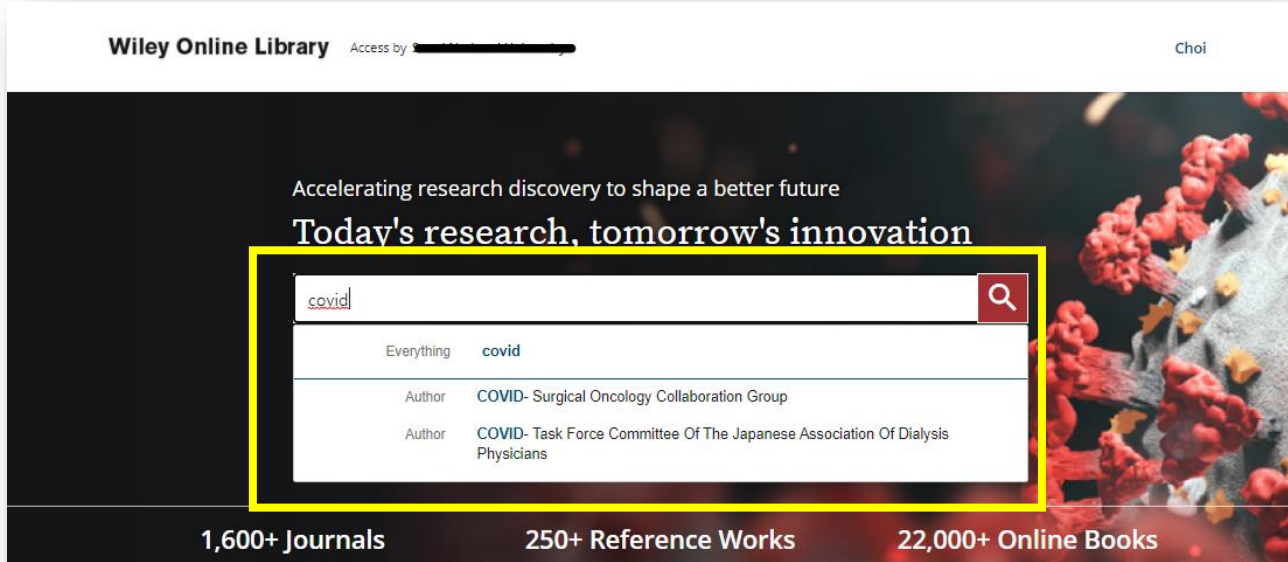 Wiley Online Library Access by
Choi
Accelerating research discovery to shape a better future
Today's research, tomorrow's innovation
covid
Everything covid
Author COVID- Surgical Oncology Collaboration Group
Author COVID- Task Force Committee Of The Japanese Association Of Dialysis
Physicians
1,600+ Journals 250+ Reference Works 22,000+ Online Books